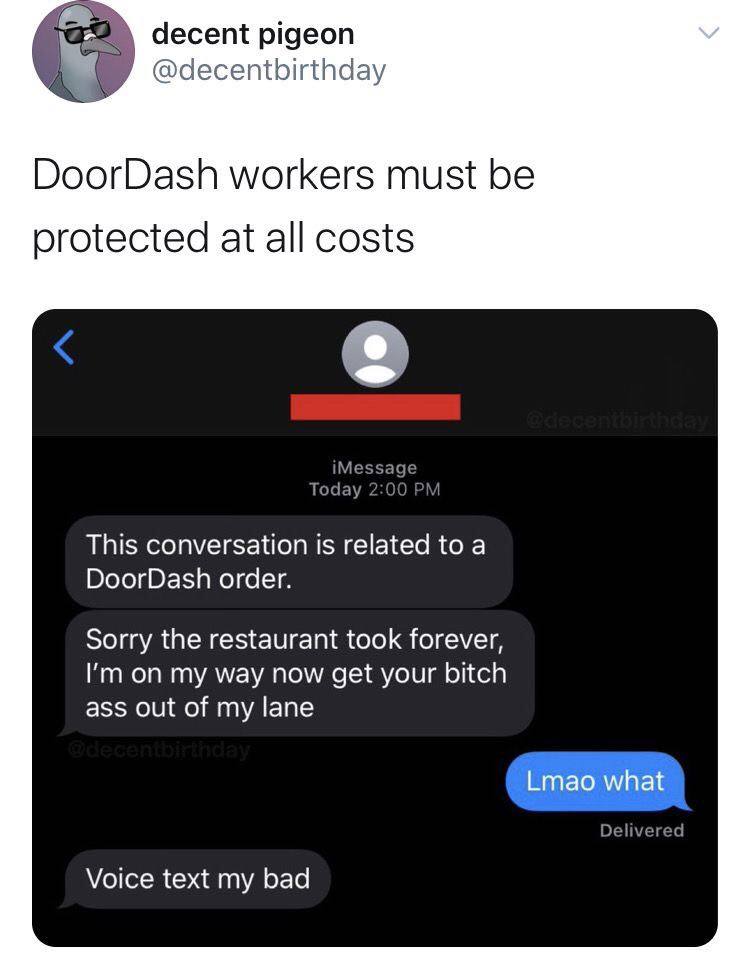 decent pigeon
@decentbirthday
DoorDash workers must be
protected at all costs
@decentbirthday
iMessage
Today 2:00 PM
This conversation is related to a
DoorDash order.
Sorry the restaurant took forever,
I'm on my way now get your bitch
ass out of my lane
@decentbirthday
Lmao what
Delivered
Voice text my bad